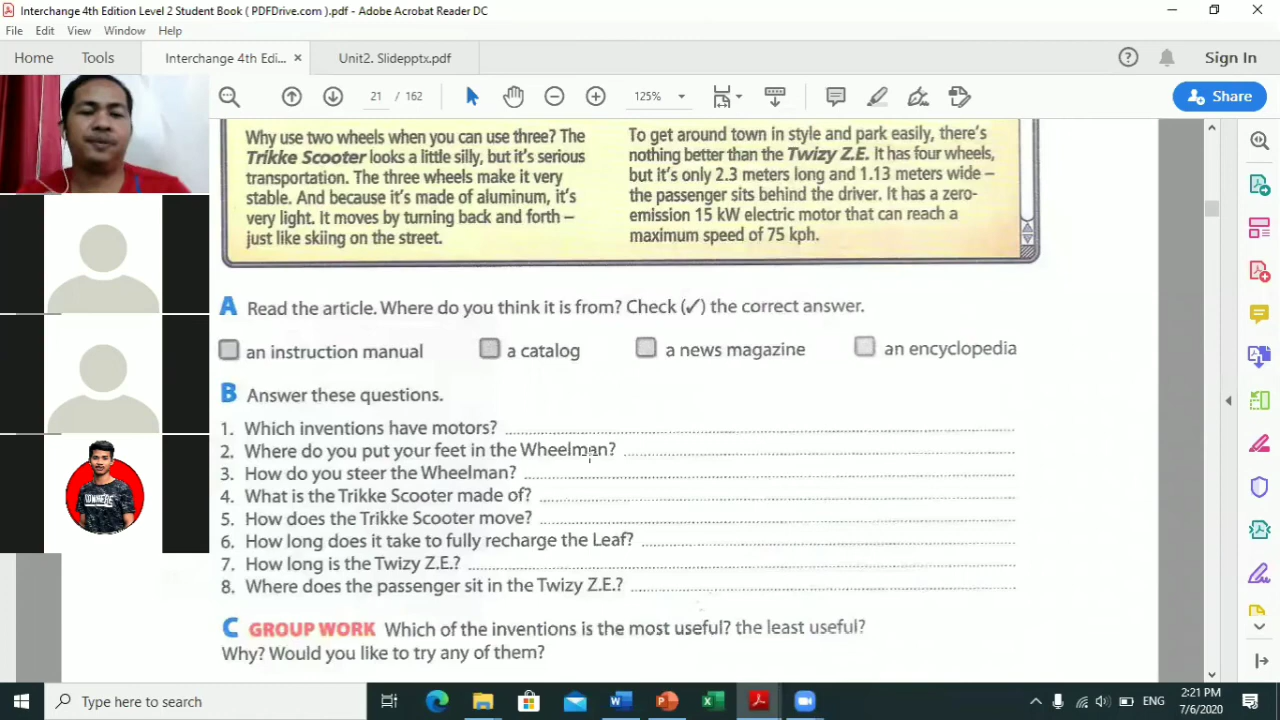 Interchange 4th Edition Level 2 Student Book ( PDFDrive.com ).pdf - Adobe Acrobat Reader DC
File Edit View Window Help
Home Tools Interchange 4th Edi... × Unit2. Slidepptx.pdf Sign In
21 / 162 125% Share
Why use two wheels when you can use three? The
Trikke Scooter looks a little silly, but it's serious
transportation. The three wheels make it very
stable. And because it's made of aluminum, it's
very light. It moves by turning back and forth –
just like skiing on the street.
To get around town in style and park easily, there's
nothing better than the Twizy Z.E. It has four wheels,
but it's only 2.3 meters long and 1.13 meters wide –
the passenger sits behind the driver. It has a zero-
emission 15 kW electric motor that can reach a
maximum speed of 75 kph.
A Read the article. Where do you think it is from? Check (✓) the correct answer.
an instruction manual a catalog a news magazine an encyclopedia
B Answer these questions.
1. Which inventions have motors?
2. Where do you put your feet in the Wheelman?
3. How do you steer the Wheelman?
4. What is the Trikke Scooter made of?
5. How does the Trikke Scooter move?
6. How long does it take to fully recharge the Leaf?
7. How long is the Twizy Z.E.?
8. Where does the passenger sit in the Twizy Z.E.?
C GROUP WORK Which of the inventions is the most useful? the least useful?
Why? Would you like to try any of them?
Type here to search
ENG
2:21 PM
7/6/2020